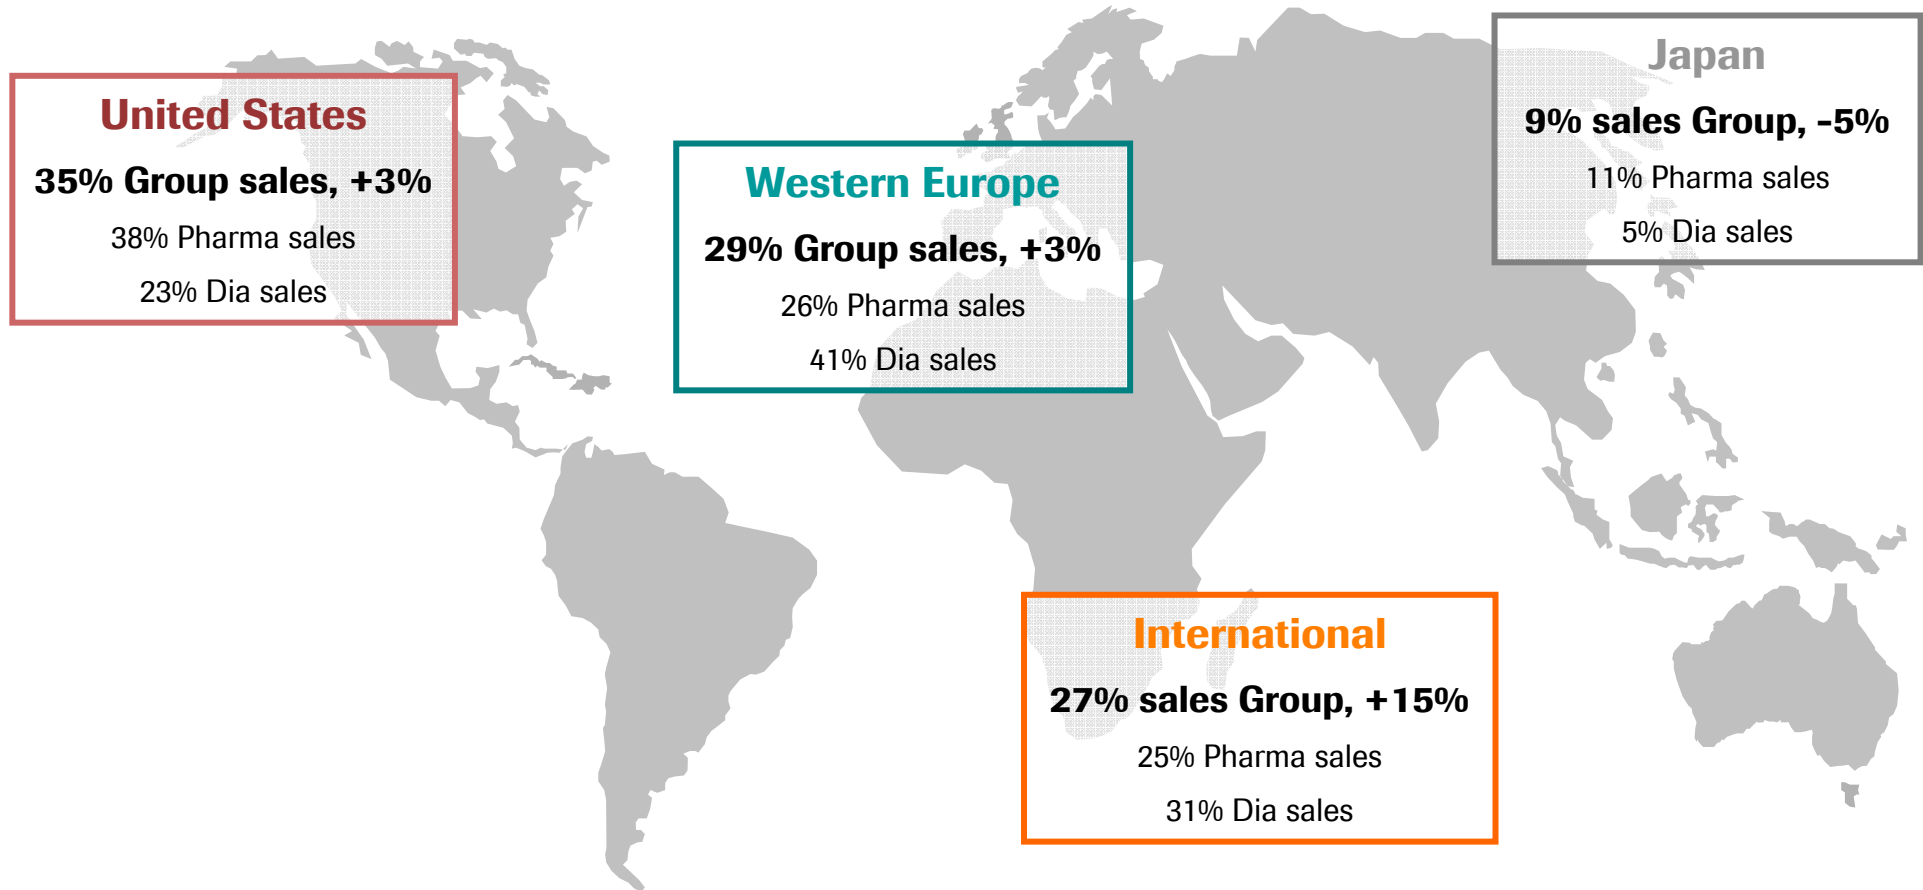 United States
35% Group sales, +3%
38% Pharma sales
23% Dia sales
Western Europe
29% Group sales, +3%
26% Pharma sales
41% Dia sales
Japan
9% sales Group, -5%
11% Pharma sales
5% Dia sales
International
27% sales Group, +15%
25% Pharma sales
31% Dia sales